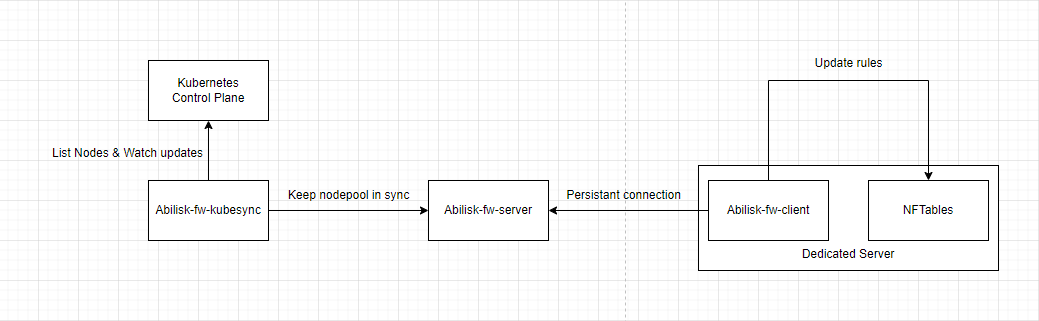 Update rules
Kubernetes
Control Plane
List Nodes & Watch updates
Abilisk-fw-kubesync
Keep nodepool in sync
Abilisk-fw-server
Persistant connection
Abilisk-fw-client
NFTables
Dedicated Server